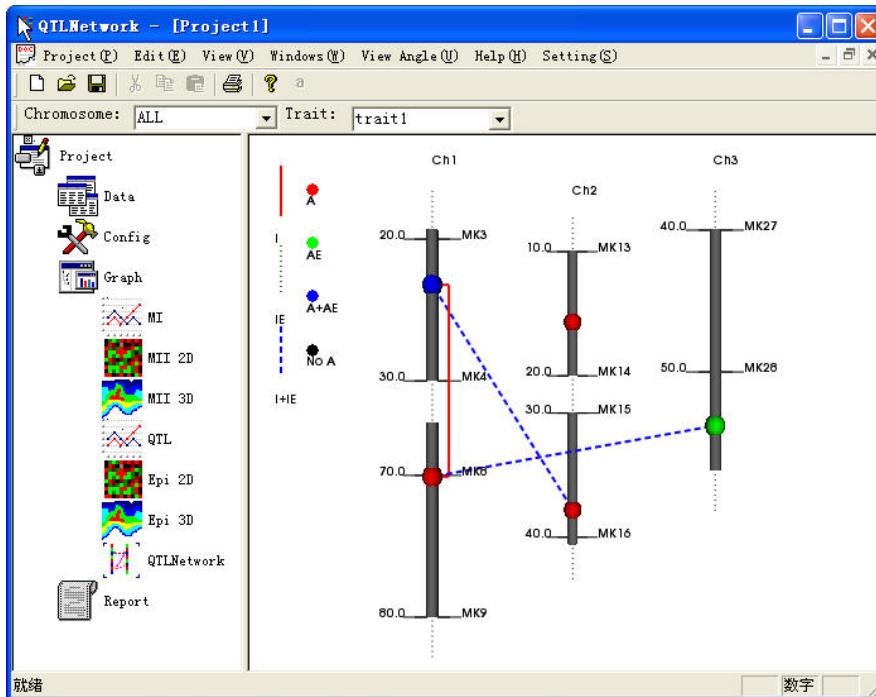 QTLNetwork - [Project1]
Project(P) Edit(E) View(V) Windows(W) View Angle(U) Help(H) Setting(S)
a
Chromosome: ALL Trait: trait1
Project
Data
Config
Graph
MI
MII 2D
MII 3D
QTL
Epi 2D
Epi 3D
QTLNetwork
Report
I
IE
I+IE
A
AE
A+AE
No A
Ch1
20.0 MK3
30.0 MK4
70.0 MK8
80.0 MK9
Ch2
10.0 MK13
20.0 MK14
30.0 MK15
40.0 MK16
Ch3
40.0 MK27
50.0 MK28
就绪 数字